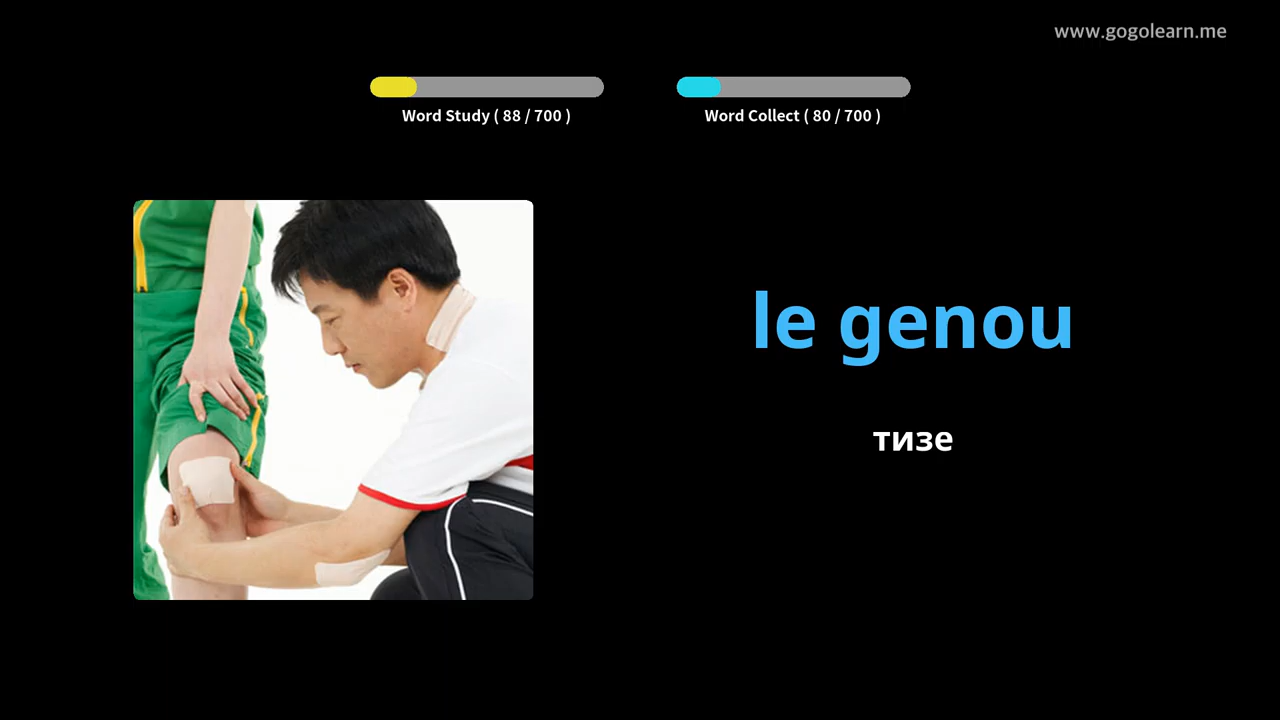 www.gogolearn.me
Word Study ( 88 / 700 )
Word Collect ( 80 / 700 )
le genou
тизе